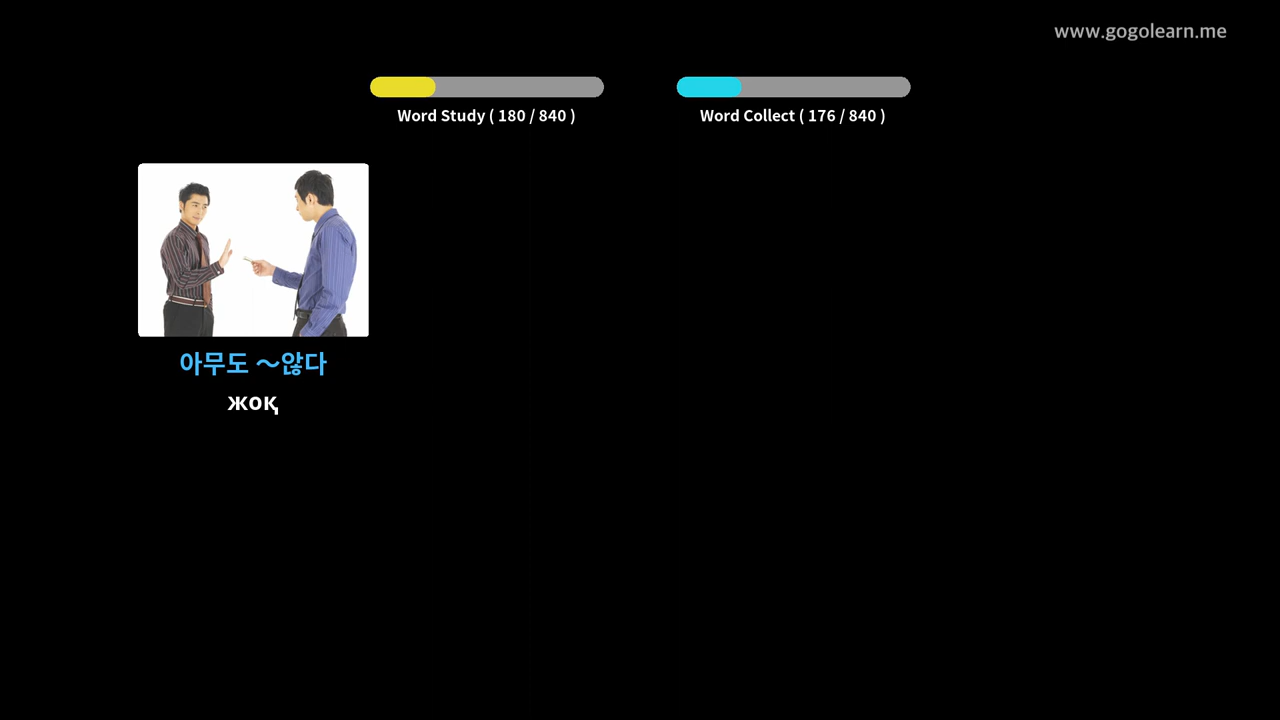 www.gogolearn.me
Word Study ( 180 / 840 )
Word Collect ( 176 / 840 )
아무도 ～않다
жоқ